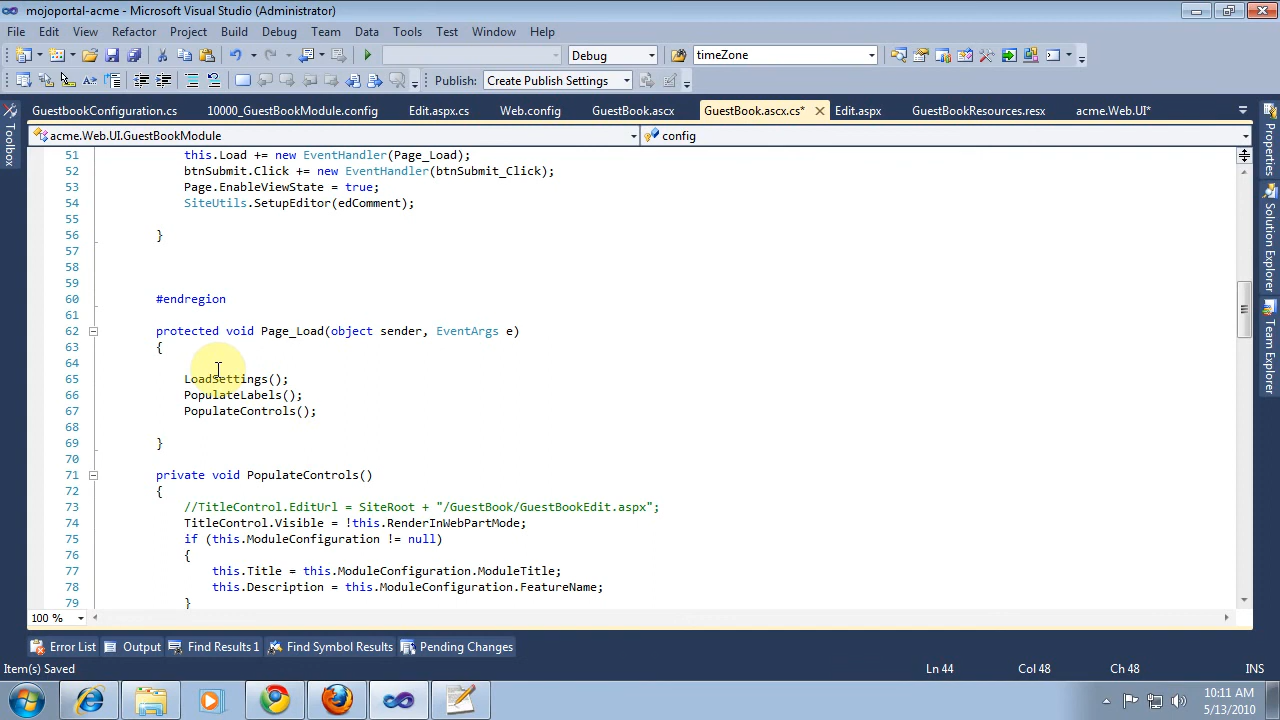 mojoportal-acme - Microsoft Visual Studio (Administrator)
File Edit View Refactor Project Build Debug Team Data Tools Test Window Help
Debug timeZone
Publish: Create Publish Settings
GuestbookConfiguration.cs 10000_GuestBookModule.config Edit.aspx.cs Web.config GuestBook.ascx GuestBook.ascx.cs* Edit.aspx GuestBookResources.resx acme.Web.UI*
acme.Web.UI.GuestBookModule config
51 this.Load += new EventHandler(Page_Load);
52 btnSubmit.Click += new EventHandler(btnSubmit_Click);
53 Page.EnableViewState = true;
54 SiteUtils.SetupEditor(edComment);
55
56 }
57
58
59
60 #endregion
61
62 protected void Page_Load(object sender, EventArgs e)
63 {
64
65 LoadSettings();
66 PopulateLabels();
67 PopulateControls();
68
69 }
70
71 private void PopulateControls()
72 {
73 //TitleControl.EditUrl = SiteRoot + "/GuestBook/GuestBookEdit.aspx";
74 TitleControl.Visible = !this.RenderInWebPartMode;
75 if (this.ModuleConfiguration != null)
76 {
77 this.Title = this.ModuleConfiguration.ModuleTitle;
78 this.Description = this.ModuleConfiguration.FeatureName;
79 }
100 %
Error List Output Find Results 1 Find Symbol Results Pending Changes
Item(s) Saved Ln 44 Col 48 Ch 48 INS
10:11 AM
5/13/2010
Toolbox
Properties
Solution Explorer
Team Explorer